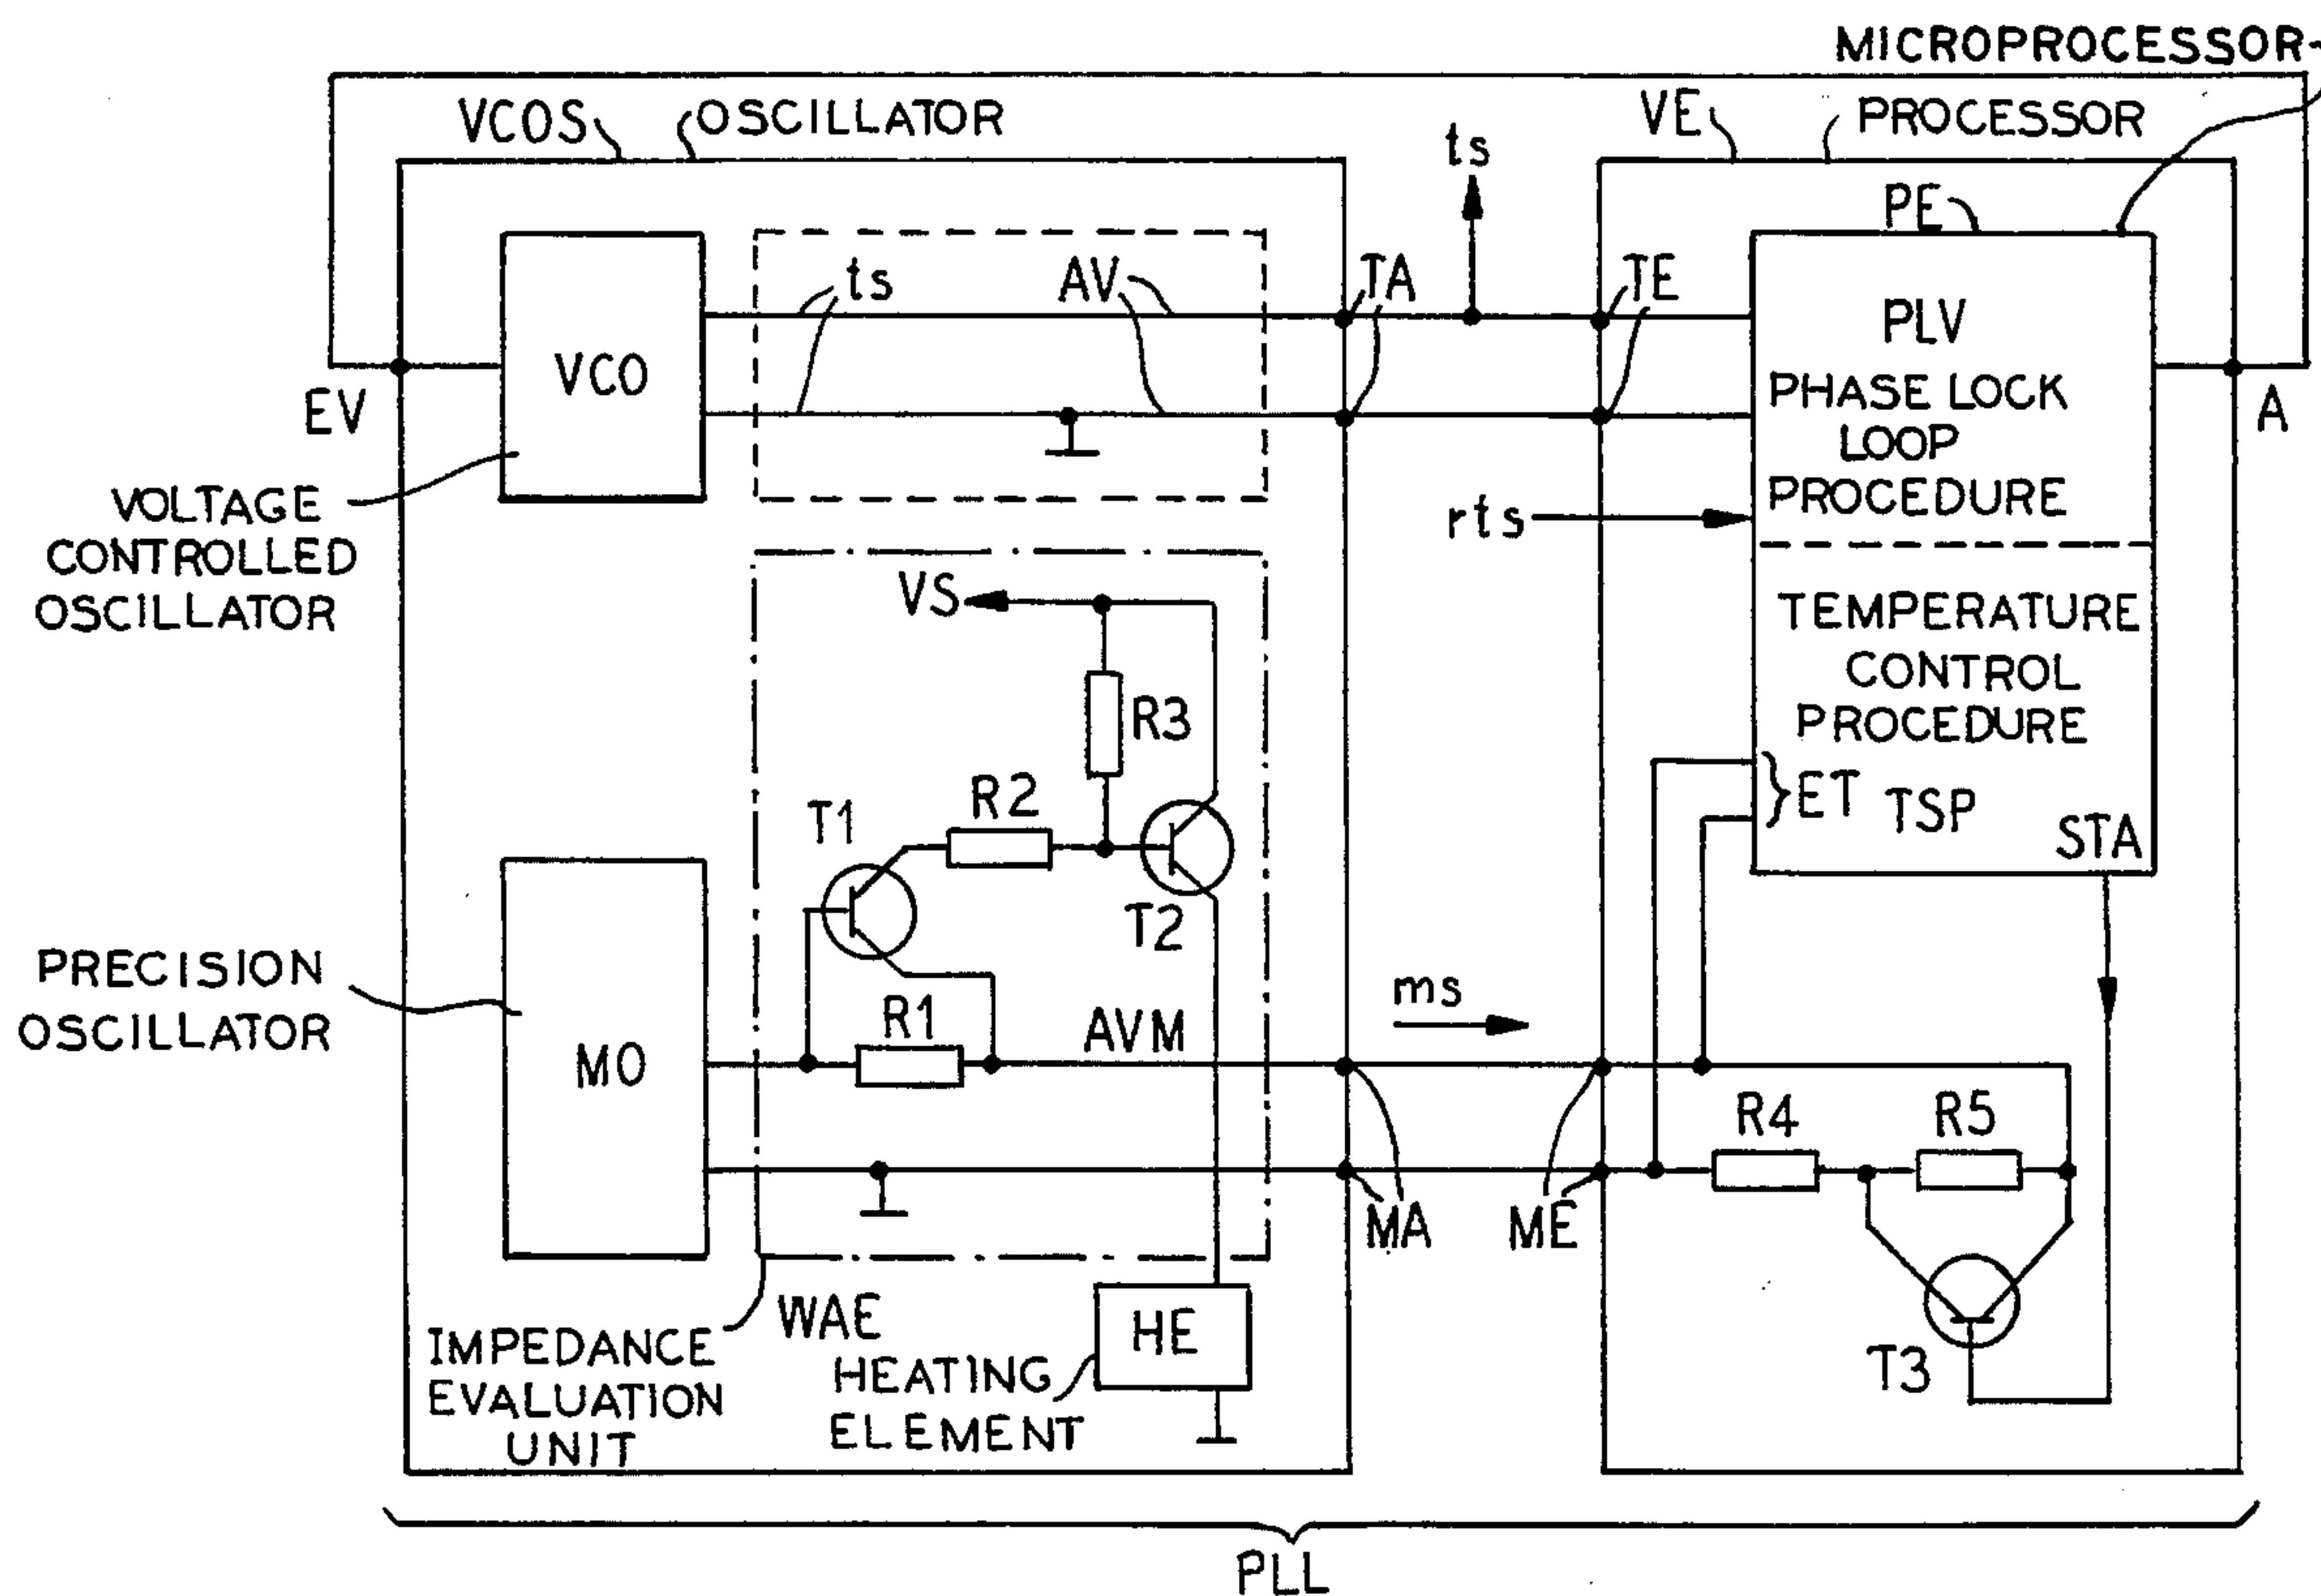 MICROPROCESSOR
VCOS
OSCILLATOR
VE
PROCESSOR
ts
PE
ts
AV
TA
TE
PLV
VCO
EV
PHASE LOCK
LOOP
PROCEDURE
A
VOLTAGE
CONTROLLED
OSCILLATOR
rts
VS
TEMPERATURE
CONTROL
PROCEDURE
R3
R2
T1
ET
TSP
STA
T2
PRECISION
OSCILLATOR
ms
R1
AVM
MO
R4
R5
MA
ME
WAE
IMPEDANCE
EVALUATION
UNIT
HE
HEATING
ELEMENT
T3
PLL